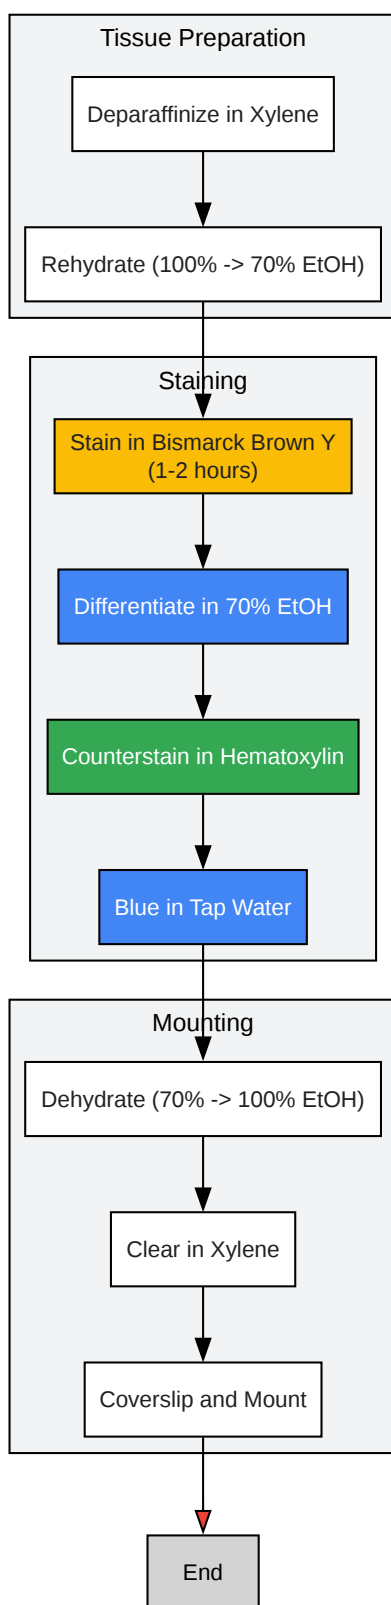 Tissue Preparation
Deparaffinize in Xylene
Rehydrate (100% -> 70% EtOH)
Staining
Stain in Bismarck Brown Y
(1-2 hours)
Differentiate in 70% EtOH
Counterstain in Hematoxylin
Blue in Tap Water
Mounting
Dehydrate (70% -> 100% EtOH)
Clear in Xylene
Coverslip and Mount
End